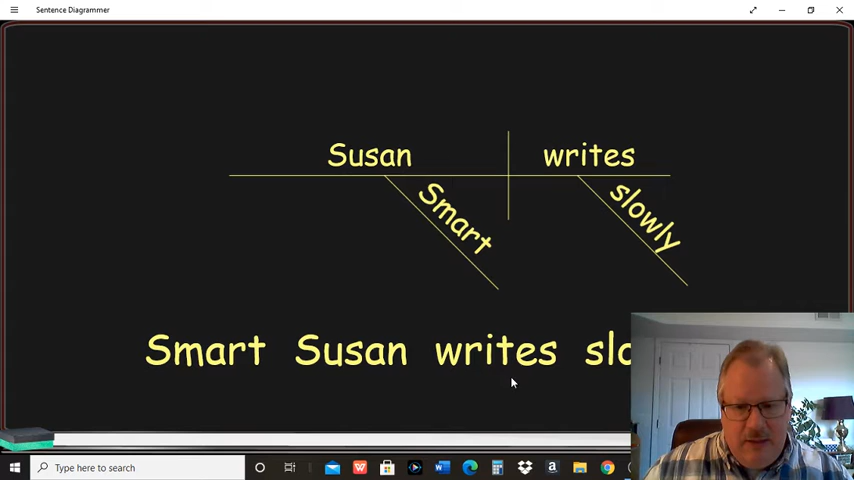 Sentence Diagrammer
Susan writes
Smart slowly
Smart Susan writes slo
Type here to search